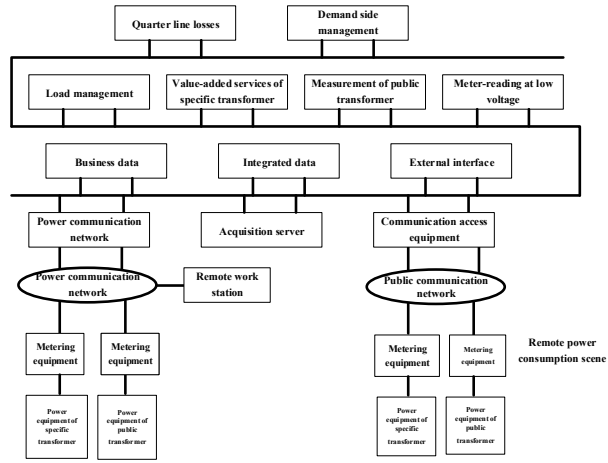 Quarter line losses
Demand side
management
Load management
Value-added services of
specific transformer
Measurement of public
transformer
Meter-reading at low
voltage
Business data
Integrated data
External interface
Power communication
network
Acquisition server
Communication access
equipment
Power communication
network
Remote work
station
Public communication
network
Metering
equipment
Metering
equipment
Metering
equipment
Metering
equipment
Remote power
consumption scene
Power
equipment of
specific
transformer
Power
equipment of
public
transformer
Power
equipment of
specific
transformer
Power
equipment of
public
transformer